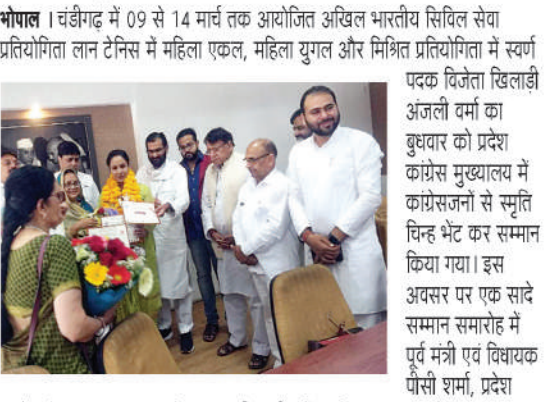 भोपाल । चंडीगढ़ में 09 से 14 मार्च तक आयोजित अखिल भारतीय सिविल सेवा
प्रतियोगिता लान टेनिस में महिला एकल, महिला युगल और मिश्रित प्रतियोगिता में स्वर्ण
पदक विजेता खिलाड़ी
अंजली वर्मा का
बुधवार को प्रदेश
कांग्रेस मुख्यालय में
कांग्रेसजनों से स्मृति
चिन्ह भेंट कर सम्मान
किया गया। इस
अवसर पर एक सादे
सम्मान समारोह में
पूर्व मंत्री एवं विधायक
पीसी शर्मा, प्रदेश